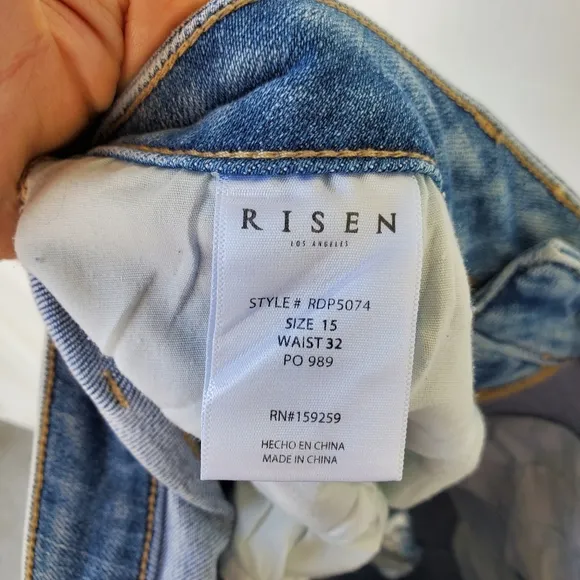 RISEN
LOS ANGELES
STYLE # RDP5074
SIZE 15
WAIST 32
PO 989
RN#159259
HECHO EN CHINA
MADE IN CHINA